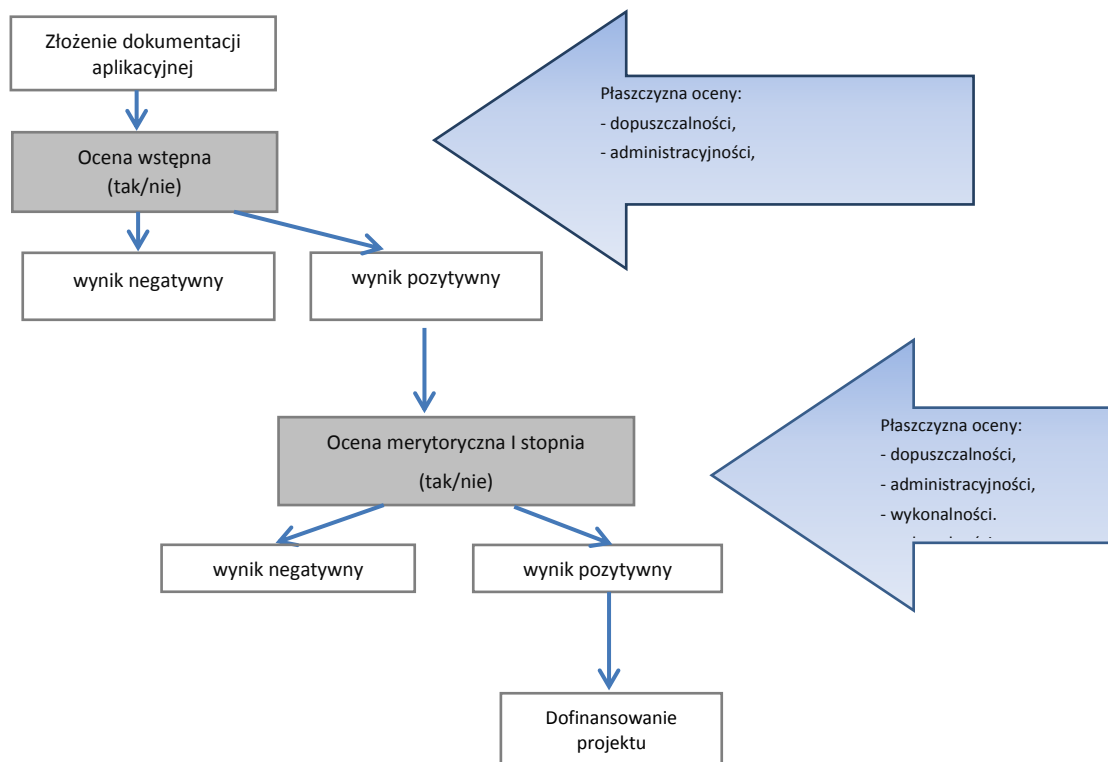 Złożenie dokumentacji
aplikacyjnej
Płaszczyzna oceny:
- dopuszczalności,
- administracyjności,
Ocena wstępna
(tak/nie)
wynik negatywny
wynik pozytywny
Ocena merytoryczna I stopnia
(tak/nie)
Płaszczyzna oceny:
- dopuszczalności,
- administracyjności,
- wykonalności.
wynik negatywny
wynik pozytywny
Dofinansowanie
projektu